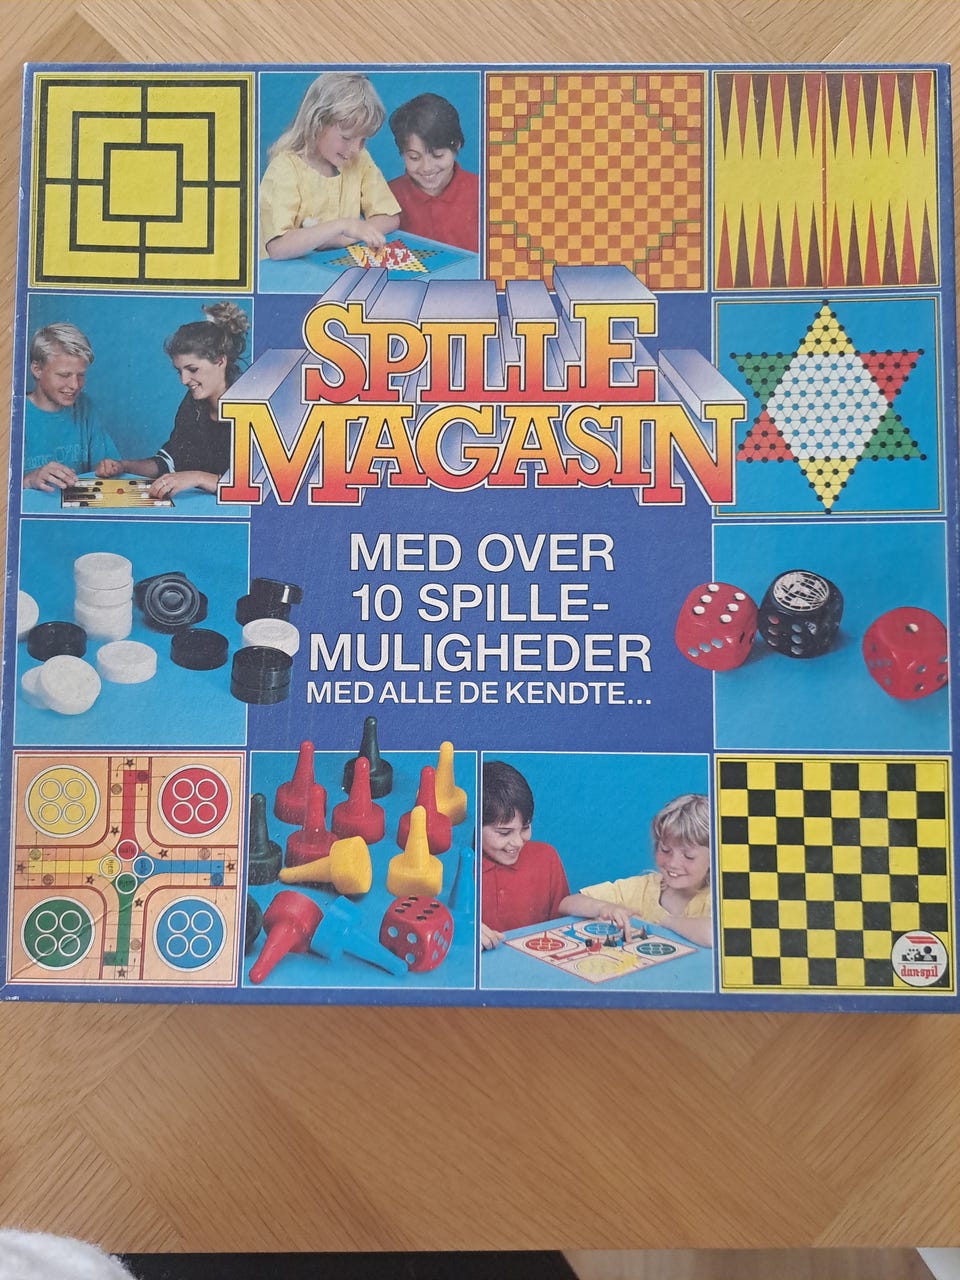 SPILLE
MAGASIN
MED OVER
10 SPILLE-
MULIGHEDER
MED ALLE DE KENDTE...
dan-spil